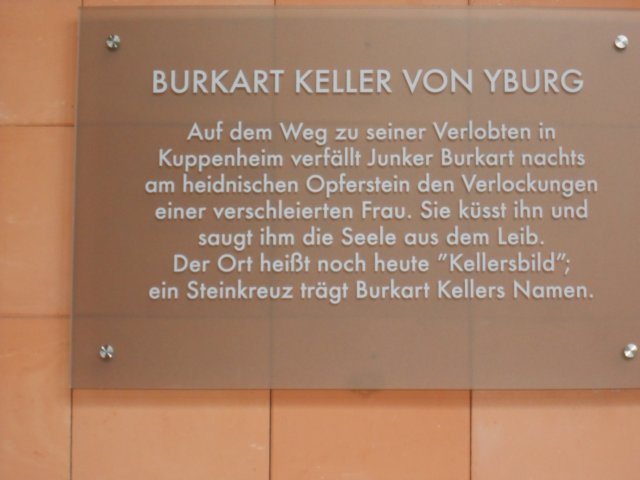 BURKART KELLER VON YBURG
Auf dem Weg zu seiner Verlobten in
Kuppenheim verfällt Junker Burkart nachts
am heidnischen Opferstein den Verlockungen
einer verschleierten Frau. Sie küsst ihn und
saugt ihm die Seele aus dem Leib.
Der Ort heißt noch heute "Kellersbild";
ein Steinkreuz trägt Burkart Kellers Namen.